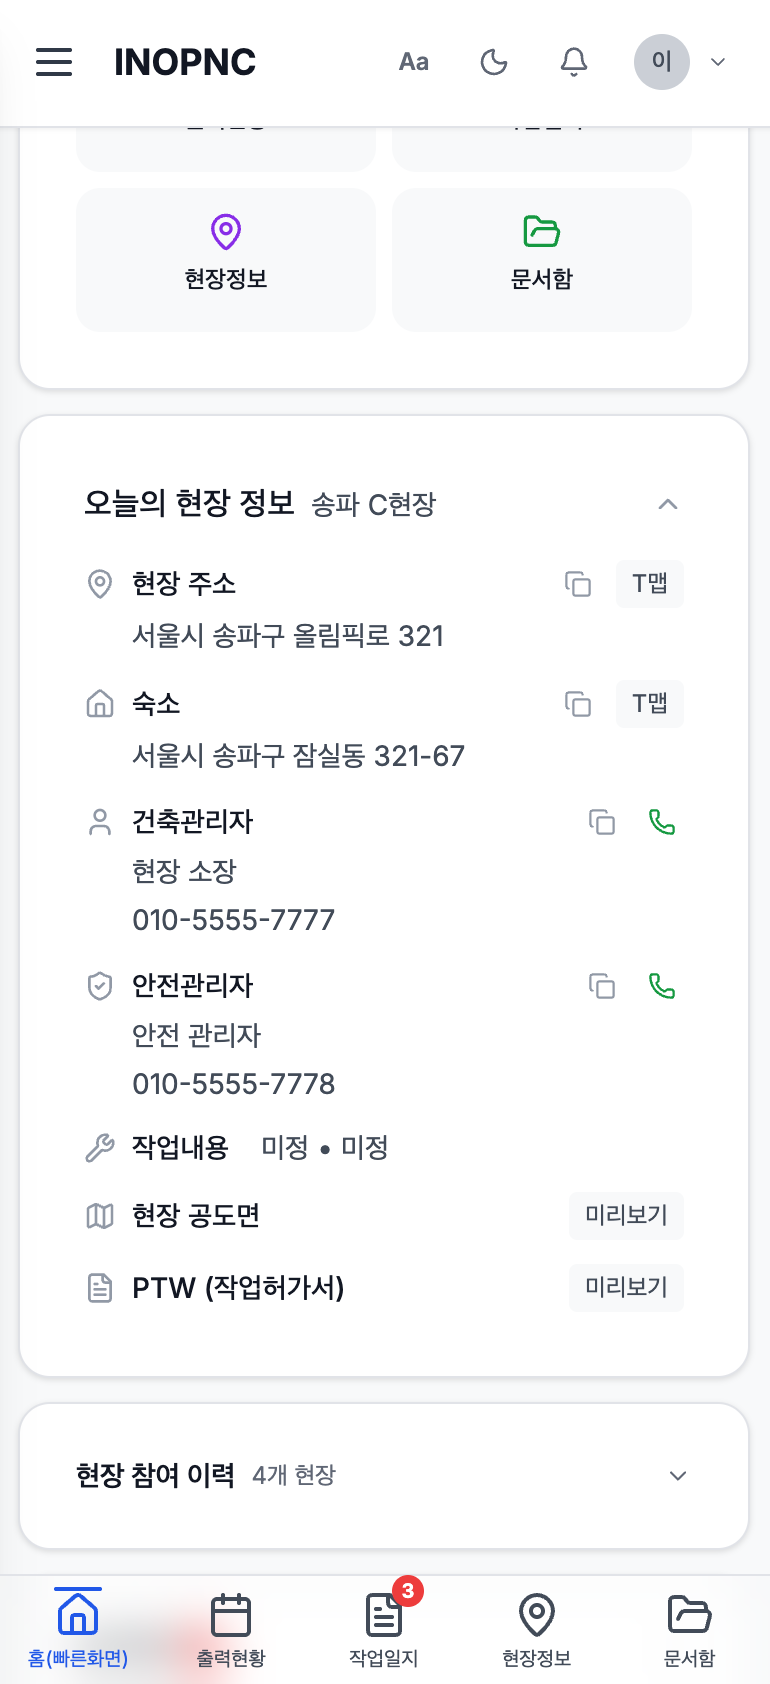 INOPNC Aa 이
현장정보 문서함
오늘의 현장 정보 송파 C현장
현장 주소 T맵
서울시 송파구 올림픽로 321
숙소 T맵
서울시 송파구 잠실동 321-67
건축관리자
현장 소장
010-5555-7777
안전관리자
안전 관리자
010-5555-7778
작업내용 미정 • 미정
현장 공도면 미리보기
PTW (작업허가서) 미리보기
현장 참여 이력 4개 현장
3
홈(빠른화면) 출력현황 작업일지 현장정보 문서함